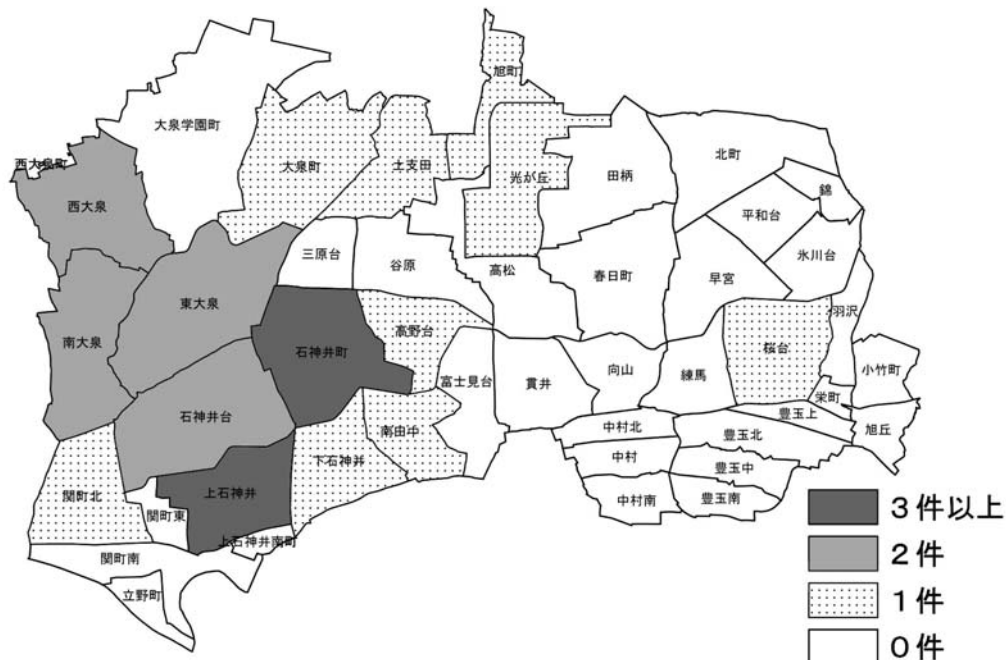 旭町
大泉学園町
大泉町
土支田
光が丘
田柄
北町
西大泉町
西大泉
錦
平和台
氷川台
三原台
谷原
高松
春日町
早宮
東大泉
南大泉
石神井町
高野台
羽沢
桜台
富士見台
貫井
向山
練馬
小竹町
栄町
石神井台
南田中
中村北
豊玉上
豊玉北
旭丘
下石神井
中村
豊玉中
関町北
上石神井
中村南
豊玉南
関町東
上石神井南町
関町南
立野町
3件以上
2件
1件
0件